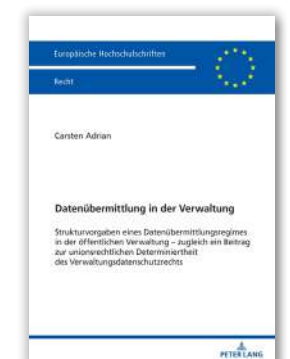 Europäische Hochschulschriften
Recht
Carsten Adrian
Datenübermittlung in der Verwaltung
Strukturvorgaben eines Datenübermittlungsregimes
in der öffentlichen Verwaltung – zugleich ein Beitrag
zur unionsrechtlichen Determiniertheit
des Verwaltungsdatenschutzrechts
PETER LANG